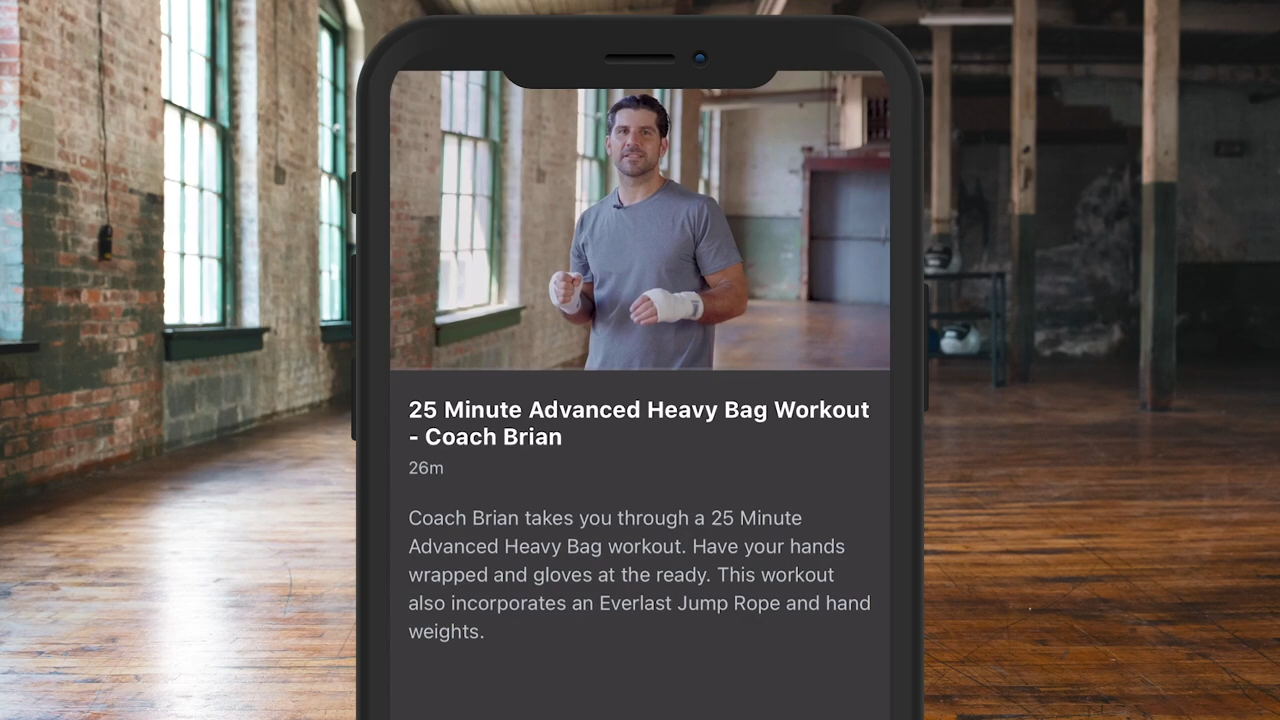 25 Minute Advanced Heavy Bag Workout
- Coach Brian
26m
Coach Brian takes you through a 25 Minute
Advanced Heavy Bag workout. Have your hands
wrapped and gloves at the ready. This workout
also incorporates an Everlast Jump Rope and hand
weights.